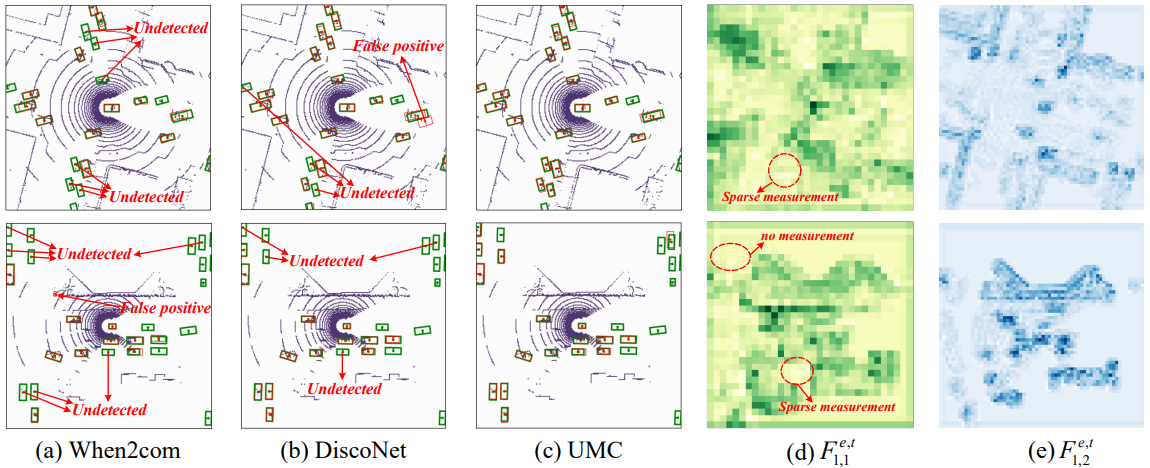 Undetected
Undetected
False positive
Undetected
Sparse measurement
Undetected
False positive
Undetected
Undetected
Undetected
no measurement
Sparse measurement
(a) When2com
(b) DiscoNet
(c) UMC
(d) $F_{1,1}^{e,t}$
(e) $F_{1,2}^{e,t}$